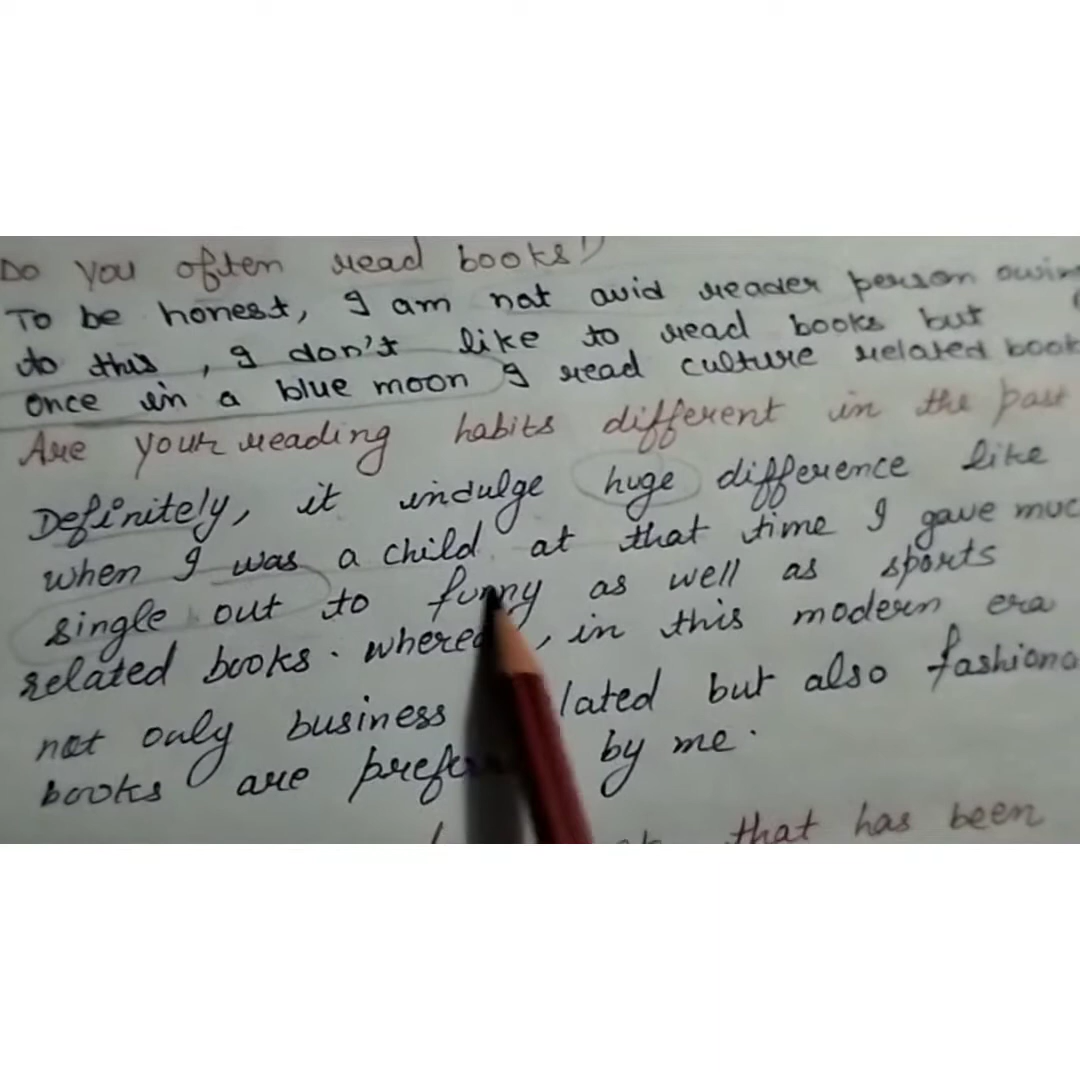 Do you often read books?
To be honest, I am not avid reader person owing
to this, I don't like to read books but
once in a blue moon I read culture related book
Are your reading habits different in the past
Definitely, it indulge huge difference like
when I was a child at that time I gave muc
single out to funny as well as sports
related books. where , in this modern era
not only business lated but also fashiona
books are prefer by me.
that has been